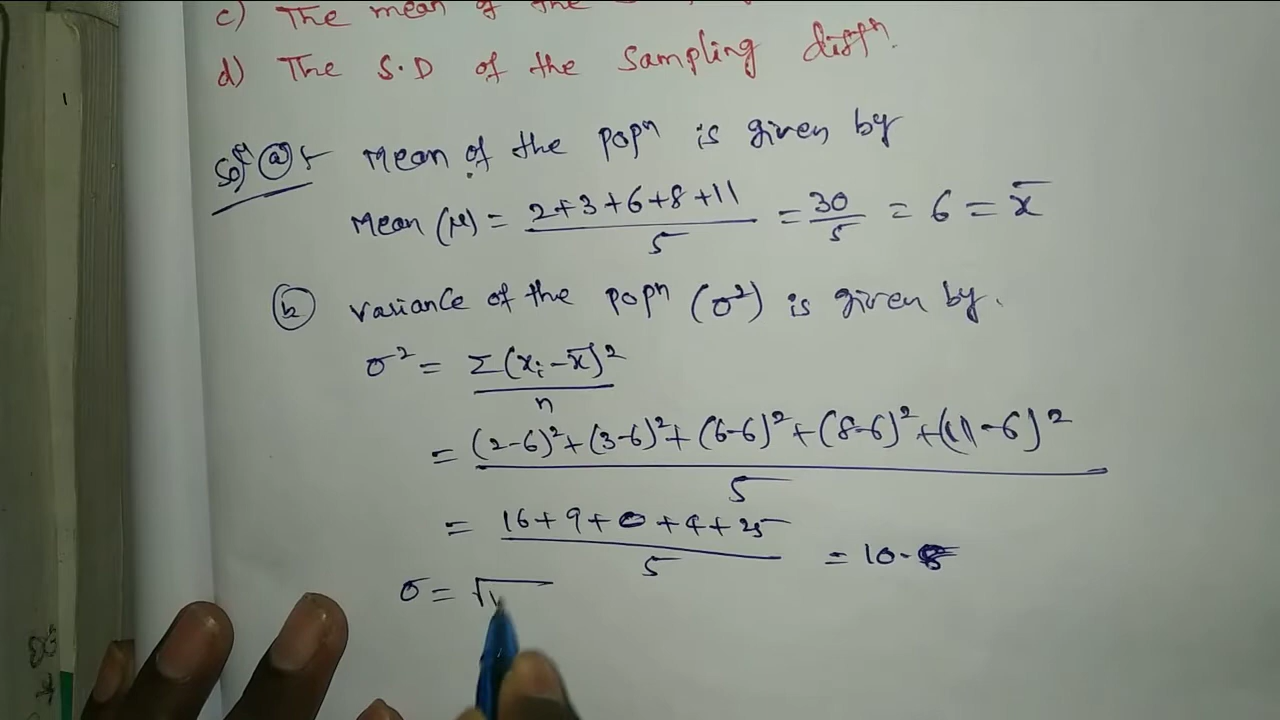 c) The mean of the
d) The S.D of the Sampling distⁿ.
Solⁿ (a) :- Mean of the popⁿ is given by
Mean (μ) = 2+3+6+8+11 / 5 = 30/5 = 6 = x̄
(b) Variance of the popⁿ (σ²) is given by.
σ² = Σ(xᵢ-x̄)² / n
= (2-6)²+(3-6)²+(6-6)²+(8-6)²+(11-6)² / 5
= 16+9+0+4+25 / 5 = 10.8
σ = √1